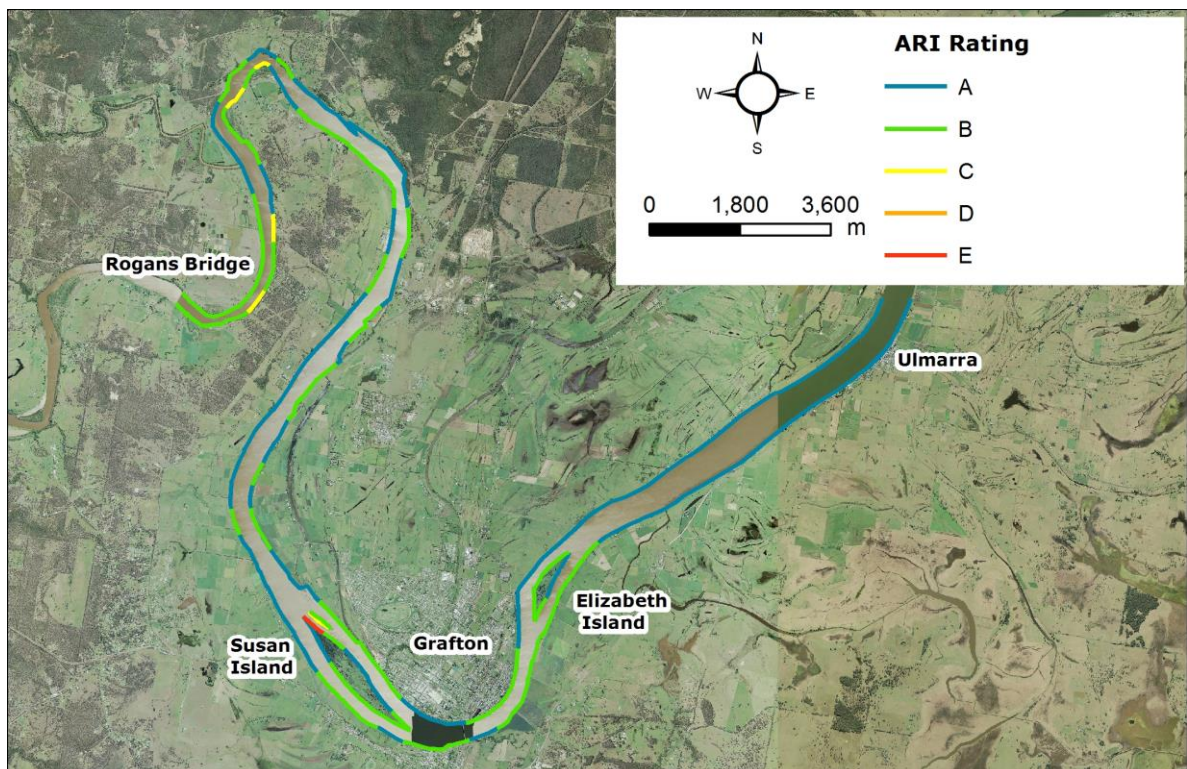 ARI Rating
N
W
E
S
A
B
C
D
E
0 1,800 3,600
m
Rogans Bridge
Ulmarra
Elizabeth
Island
Grafton
Susan
Island